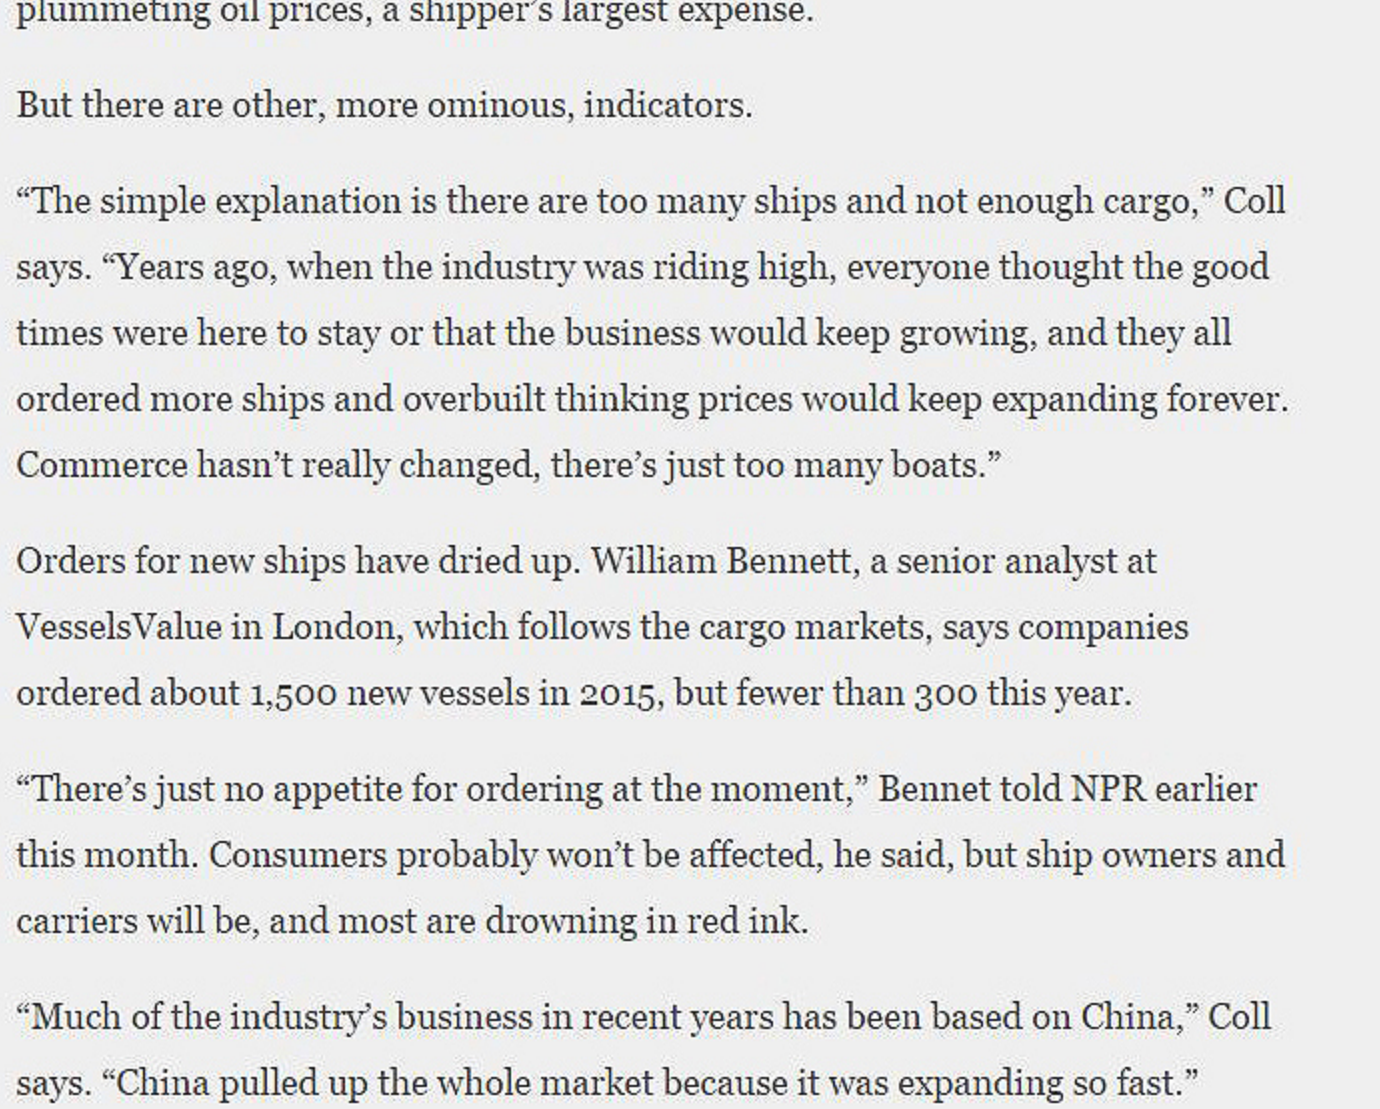 plummeting oil prices, a shipper’s largest expense.
But there are other, more ominous, indicators.
“The simple explanation is there are too many ships and not enough cargo,” Coll
says. “Years ago, when the industry was riding high, everyone thought the good
times were here to stay or that the business would keep growing, and they all
ordered more ships and overbuilt thinking prices would keep expanding forever.
Commerce hasn’t really changed, there’s just too many boats.”
Orders for new ships have dried up. William Bennett, a senior analyst at
VesselsValue in London, which follows the cargo markets, says companies
ordered about 1,500 new vessels in 2015, but fewer than 300 this year.
“There’s just no appetite for ordering at the moment,” Bennet told NPR earlier
this month. Consumers probably won’t be affected, he said, but ship owners and
carriers will be, and most are drowning in red ink.
“Much of the industry’s business in recent years has been based on China,” Coll
says. “China pulled up the whole market because it was expanding so fast.”